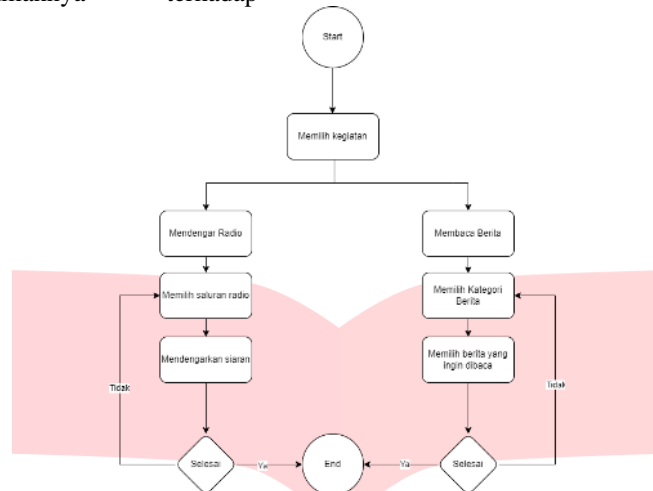 terhadap
Start
Memilih kegiatan
Mendengar Radio
Membaca Berita
Memilih saluran radio
Memilih Kategori
Berita
Mendengarkan siaran
Memilih berita yang
ingin dibaca
Tidak
Tidak
Selesai
Ya
End
Ya
Selesai